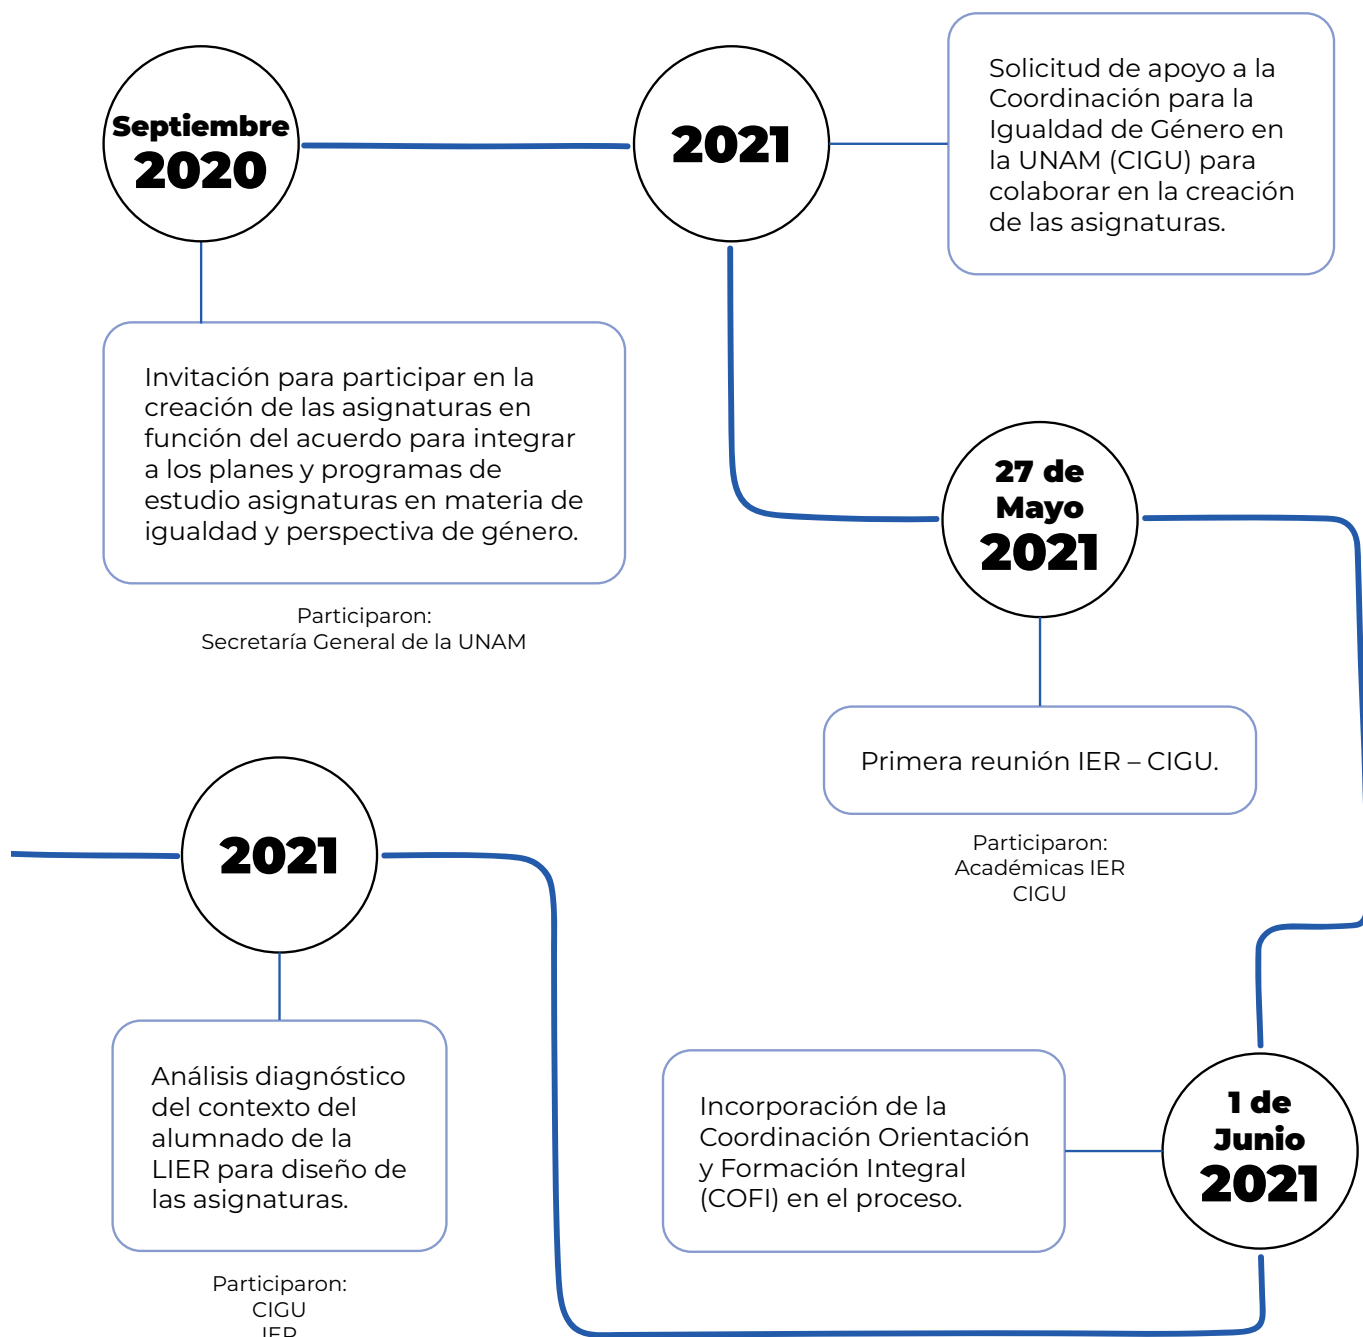 Septiembre
2020
Invitación para participar en la
creación de las asignaturas en
función del acuerdo para integrar
a los planes y programas de
estudio asignaturas en materia de
igualdad y perspectiva de género.
Participaron:
Secretaría General de la UNAM
2021
Solicitud de apoyo a la
Coordinación para la
Igualdad de Género en
la UNAM (CIGU) para
colaborar en la creación
de las asignaturas.
27 de
Mayo
2021
Primera reunión IER – CIGU.
Participaron:
Académicas IER
CIGU
1 de
Junio
2021
Incorporación de la
Coordinación Orientación
y Formación Integral
(COFI) en el proceso.
2021
Análisis diagnóstico
del contexto del
alumnado de la
LIER para diseño de
las asignaturas.
Participaron:
CIGU
IER